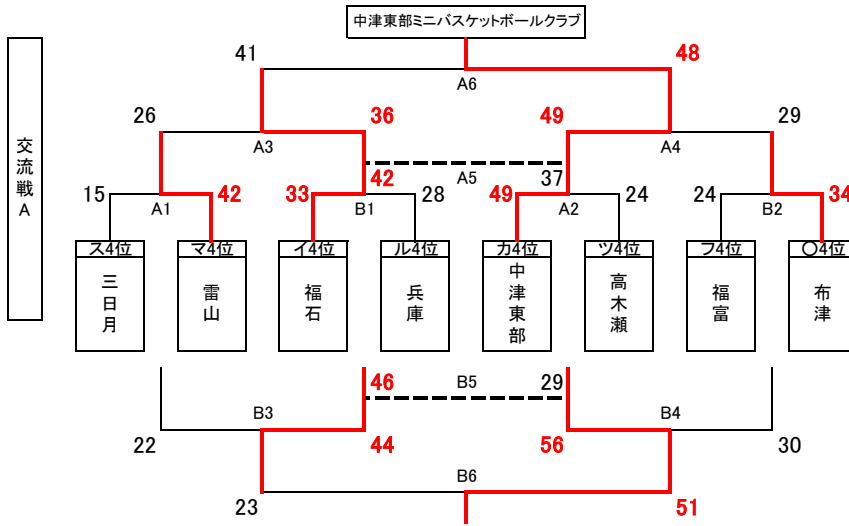 中津東部ミニバスケットボールクラブ
交流戦A
41
48
A6
26
36
49
29
A3
A4
42
A5
37
15
42
33
28
49
24
24
34
A1
B1
A2
B2
ス4位
マ4位
イ4位
ル4位
カ4位
ツ4位
フ4位
〇4位
三日月
雷山
福石
兵庫
中津東部
高木瀬
福富
布津
46
B5
29
B3
B4
22
44
56
30
B6
23
51